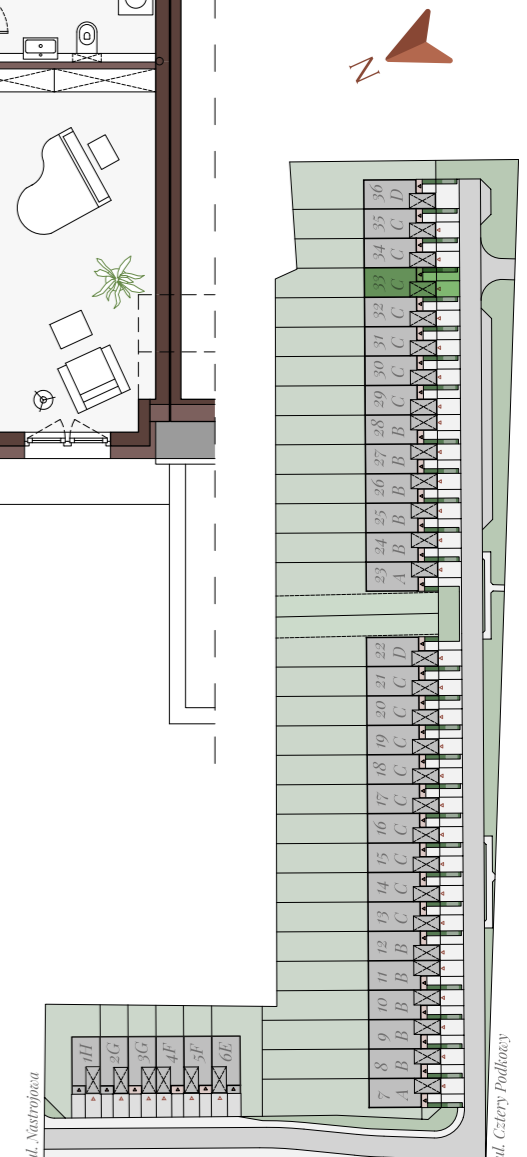 N
36 D
35 C
34 C
33 C
32 C
31 C
30 C
29 C
28 B
27 B
26 B
25 B
24 B
23 A
22 D
21 C
20 C
19 C
18 C
17 C
16 C
15 C
14 C
13 C
12 B
11 B
10 B
9 B
8 B
7 A
1H
2G
3G
4F
5F
6E
ul. Nastrojowa
ul. Cztery Podkowy